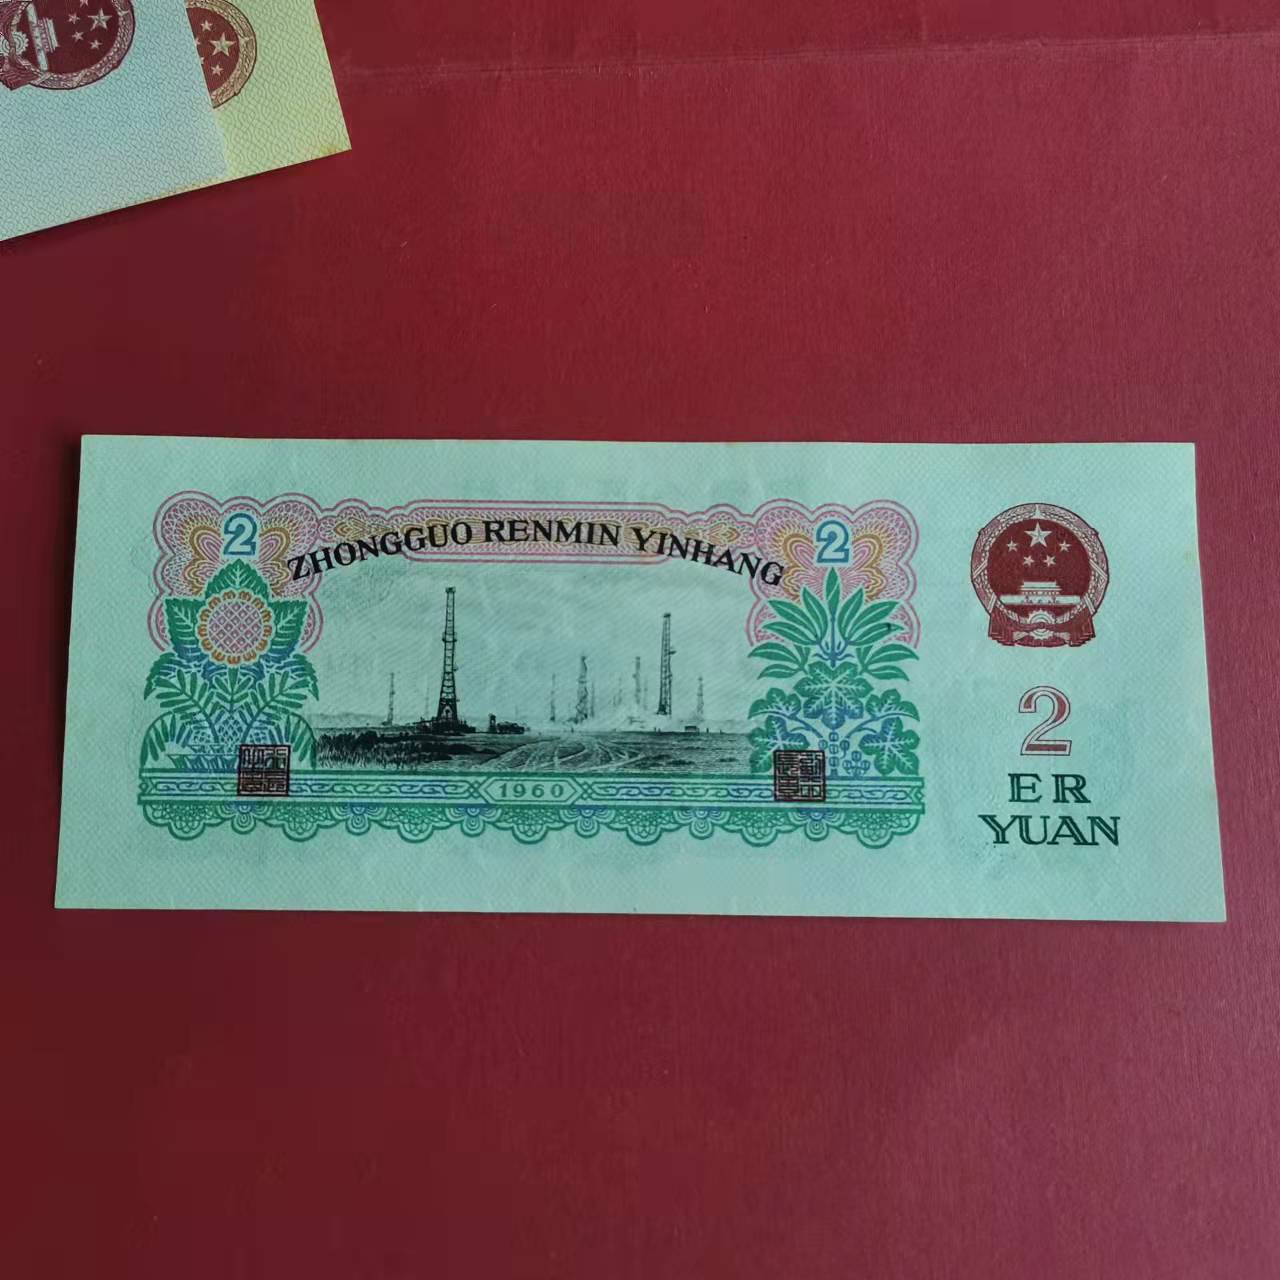 ZHONGGUO RENMIN YINHANG
2
2
1960
2
ER
YUAN